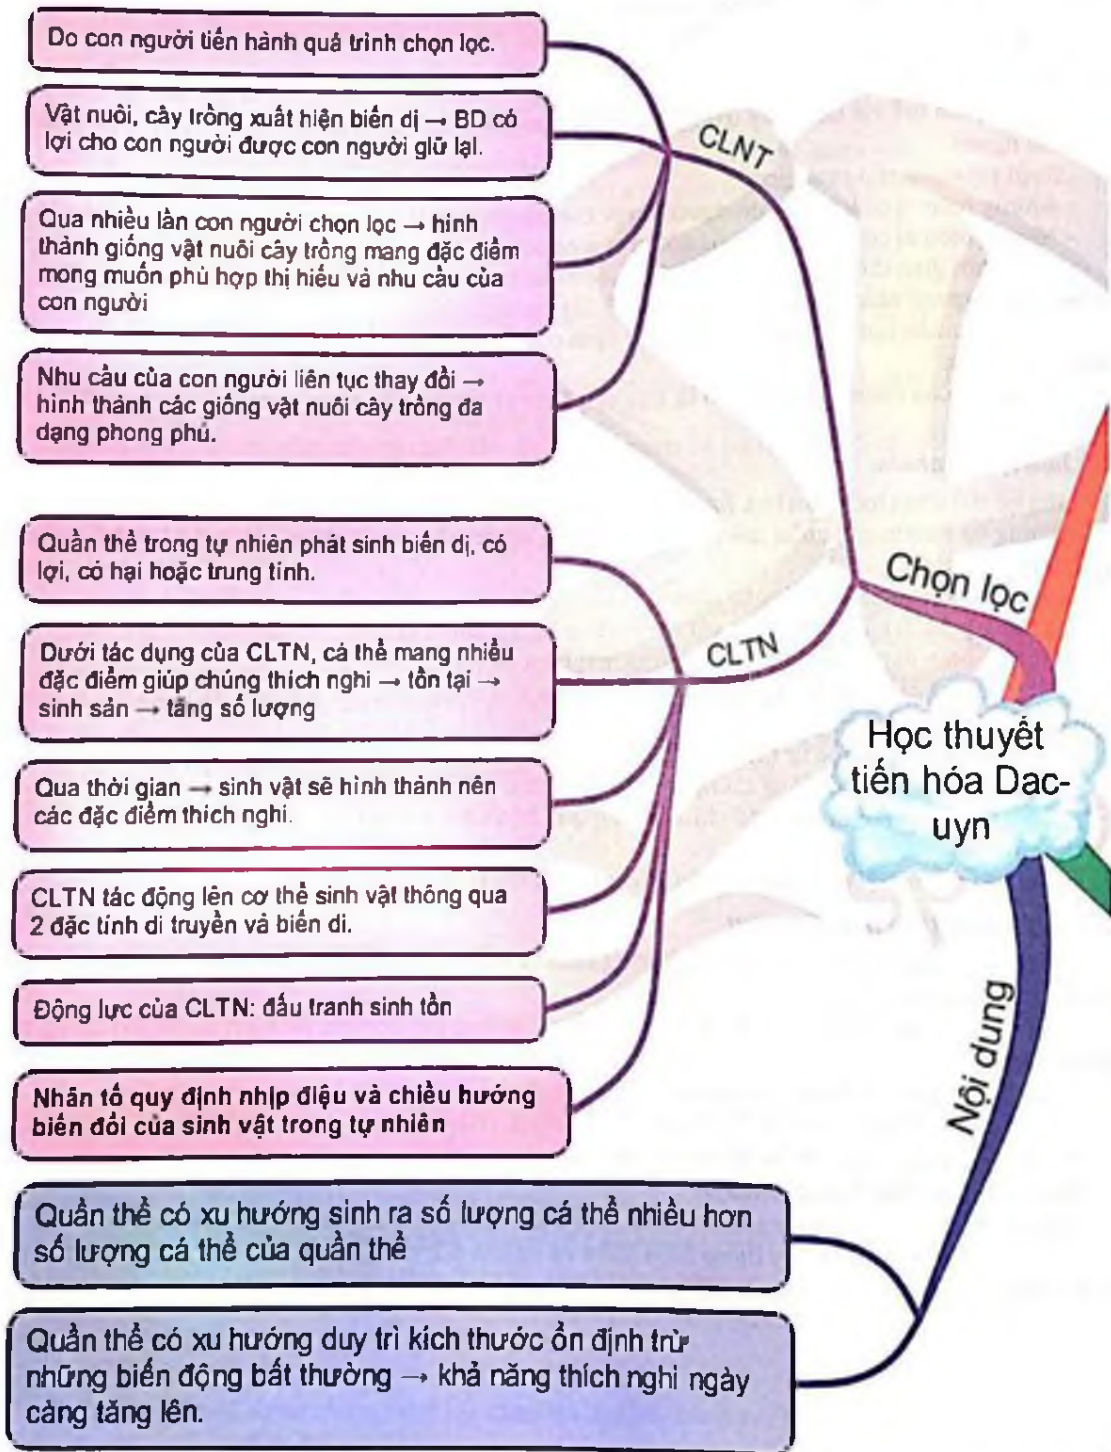 Do con người tiến hành quá trình chọn lọc.
Vật nuôi, cây trồng xuất hiện biến dị → BD có
lợi cho con người được con người giữ lại.
Qua nhiều lần con người chọn lọc → hình
thành giống vật nuôi cây trồng mang đặc điểm
mong muốn phù hợp thị hiếu và nhu cầu của
con người
Nhu cầu của con người liên tục thay đổi →
hình thành các giống vật nuôi cây trồng đa
dạng phong phú.
CLNT
Quần thể trong tự nhiên phát sinh biến dị, có
lợi, có hại hoặc trung tính.
Dưới tác dụng của CLTN, cá thể mang nhiều
đặc điểm giúp chúng thích nghi → tồn tại →
sinh sản → tăng số lượng
Qua thời gian → sinh vật sẽ hình thành nên
các đặc điểm thích nghi.
CLTN tác động lên cơ thể sinh vật thông qua
2 đặc tính di truyền và biến di.
Động lực của CLTN: đấu tranh sinh tồn
Nhân tố quy định nhịp điệu và chiều hướng
biến đổi của sinh vật trong tự nhiên
CLTN
Chọn lọc
Học thuyết
tiến hóa Dac-
uyn
Nội dung
Quần thể có xu hướng sinh ra số lượng cá thể nhiều hơn
số lượng cá thể của quần thể
Quần thể có xu hướng duy trì kích thước ổn định trừ
những biến động bất thường → khả năng thích nghi ngày
càng tăng lên.